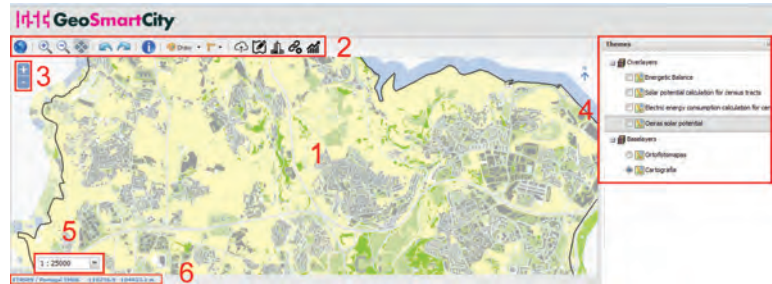 GeoSmartCity
Draw
2
Themes
3
Overlayers
Energetic Balance
Solar potential calculation for census tracts
4
Electric energy consumption calculation for cen
Oeiras solar potential
Baselayers
1
Ortofotomapas
Cartografia
5
1 : 25000
6